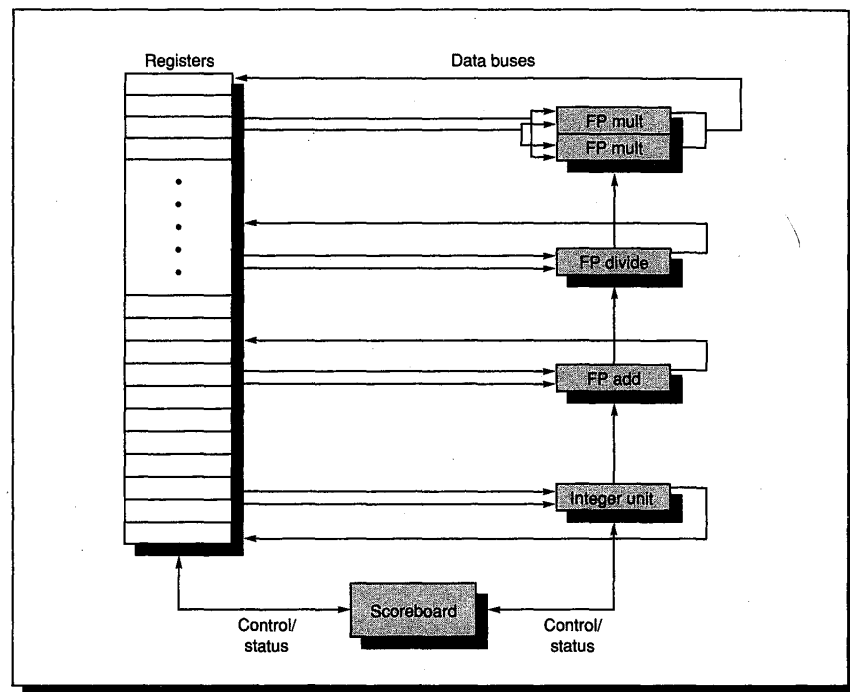 Registers
Data buses
FP mult
FP mult
FP divide
FP add
Integer unit
Scoreboard
Control/
status
Control/
status